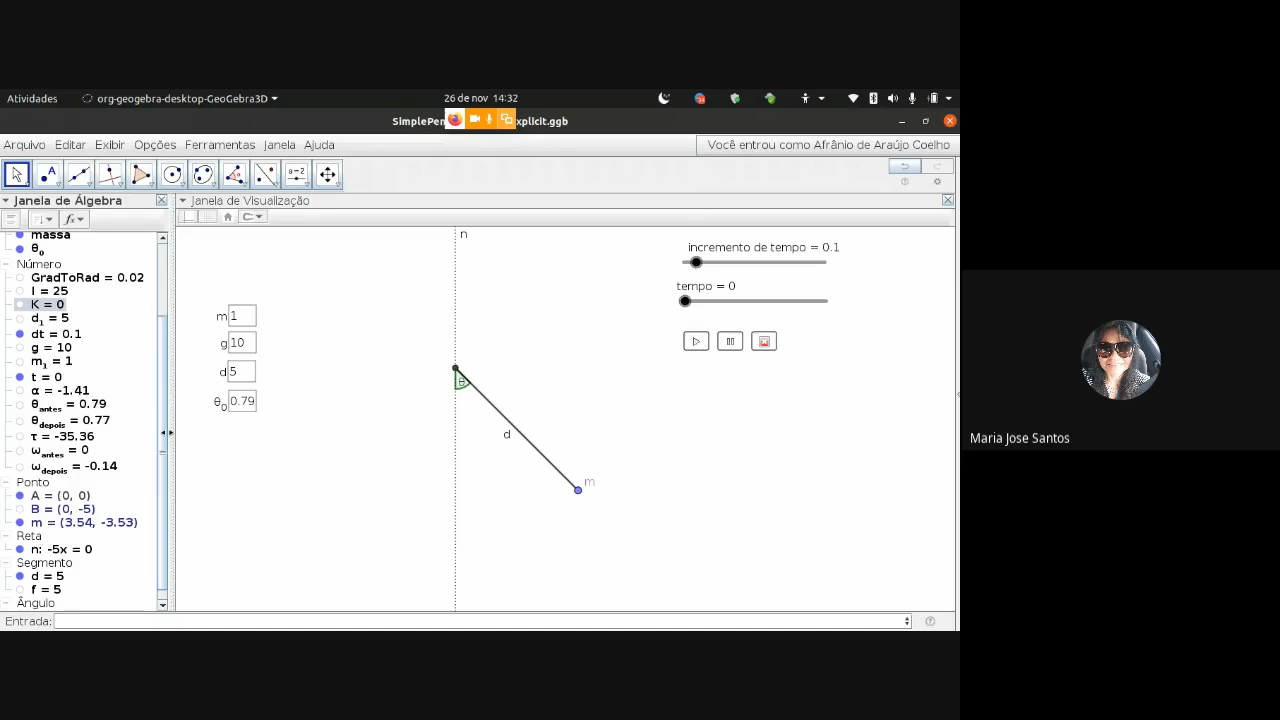 Atividades org-geogebra-desktop-GeoGebra3D 26 de nov 14:32
SimplePen xplicit.ggb
Arquivo Editar Exibir Opções Ferramentas Janela Ajuda Você entrou como Afrânio de Araújo Coelho
A a=2
Janela de Álgebra Janela de Visualização
massa
θ₀
Número
GradToRad = 0.02
I = 25
K = 0
d₁ = 5
dt = 0.1
g = 10
m₁ = 1
t = 0
α = -1.41
θantes = 0.79
θdepois = 0.77
τ = -35.36
ωantes = 0
ωdepois = -0.14
Ponto
A = (0, 0)
B = (0, -5)
m = (3.54, -3.53)
Reta
n: -5x = 0
Segmento
d = 5
f = 5
Ângulo
m 1
g 10
d 5
θ₀ 0.79
n
θ
d
m
incremento de tempo = 0.1
tempo = 0
Entrada:
Maria Jose Santos